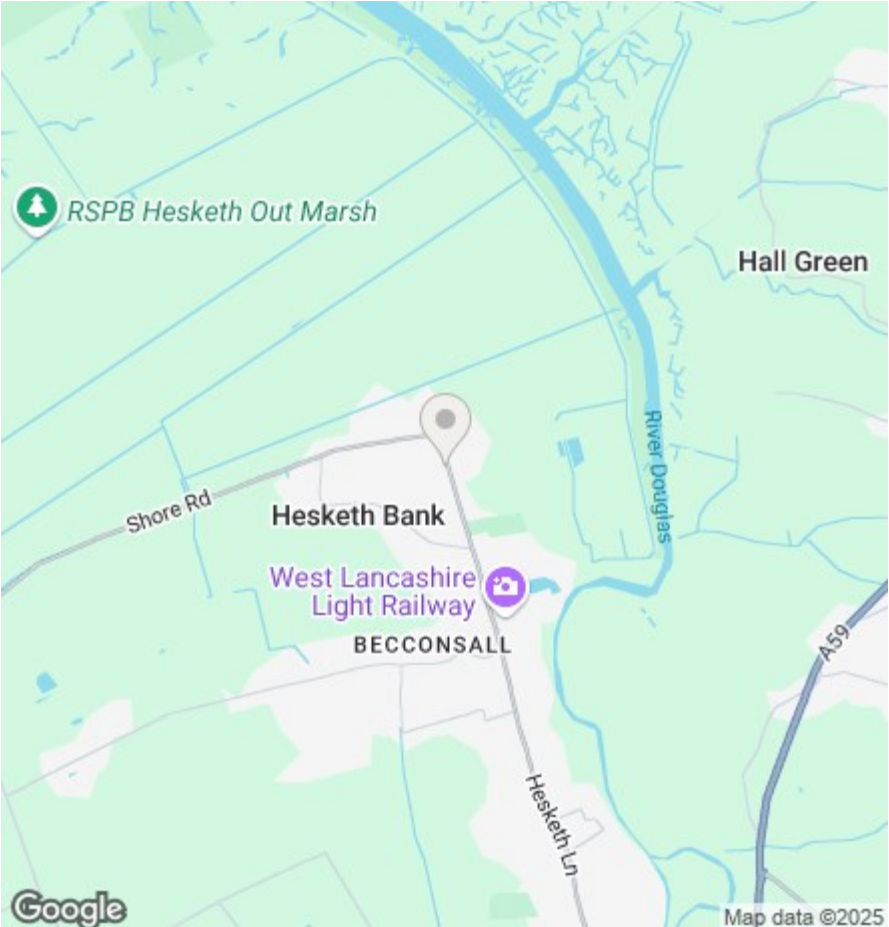 RSPB Hesketh Out Marsh
Hall Green
River Douglas
Shore Rd
Hesketh Bank
West Lancashire
Light Railway
BECCONSALL
A59
Hesketh Ln
Google
Map data ©2025